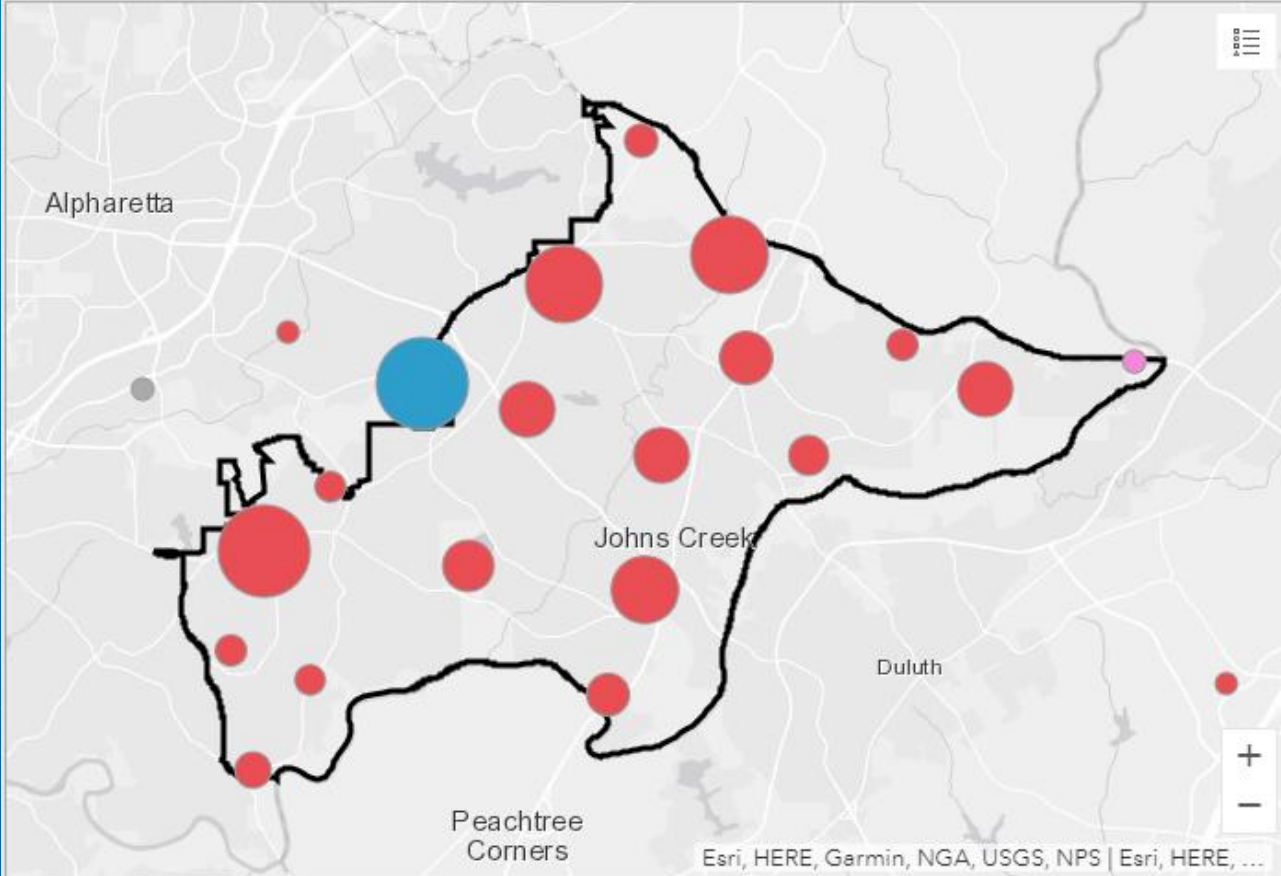 Alpharetta
Johns Creek
Duluth
Peachtree
Corners
+
−
Esri, HERE, Garmin, NGA, USGS, NPS | Esri, HERE, ...